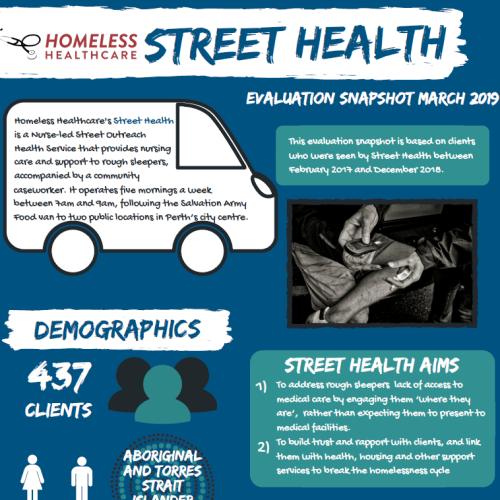 HOMELESS
HEALTHCARE
STREET HEALTH
EVALUATION SNAPSHOT MARCH 2019
Homeless Healthcare's Street Health
is a Nurse-led Street Outreach
Health Service that provides nursing
care and support to rough sleepers,
accompanied by a community
caseworker. It operates five mornings a week
between 7am and 9am, following the Salvation Army
Food van to two public locations in Perth's city centre.
This evaluation snapshot is based on clients
who were seen by Street Health between
February 2017 and December 2018.
DEMOGRAPHICS
437
CLIENTS
ABORIGINAL
AND TORRES
STRAIT
ISLANDER
STREET HEALTH AIMS
1) To address rough sleepers lack of access to
medical care by engaging them 'where they
are', rather than expecting them to present to
medical facilities.
2) To build trust and rapport with clients, and link
them with health, housing and other support
services to break the homelessness cycle